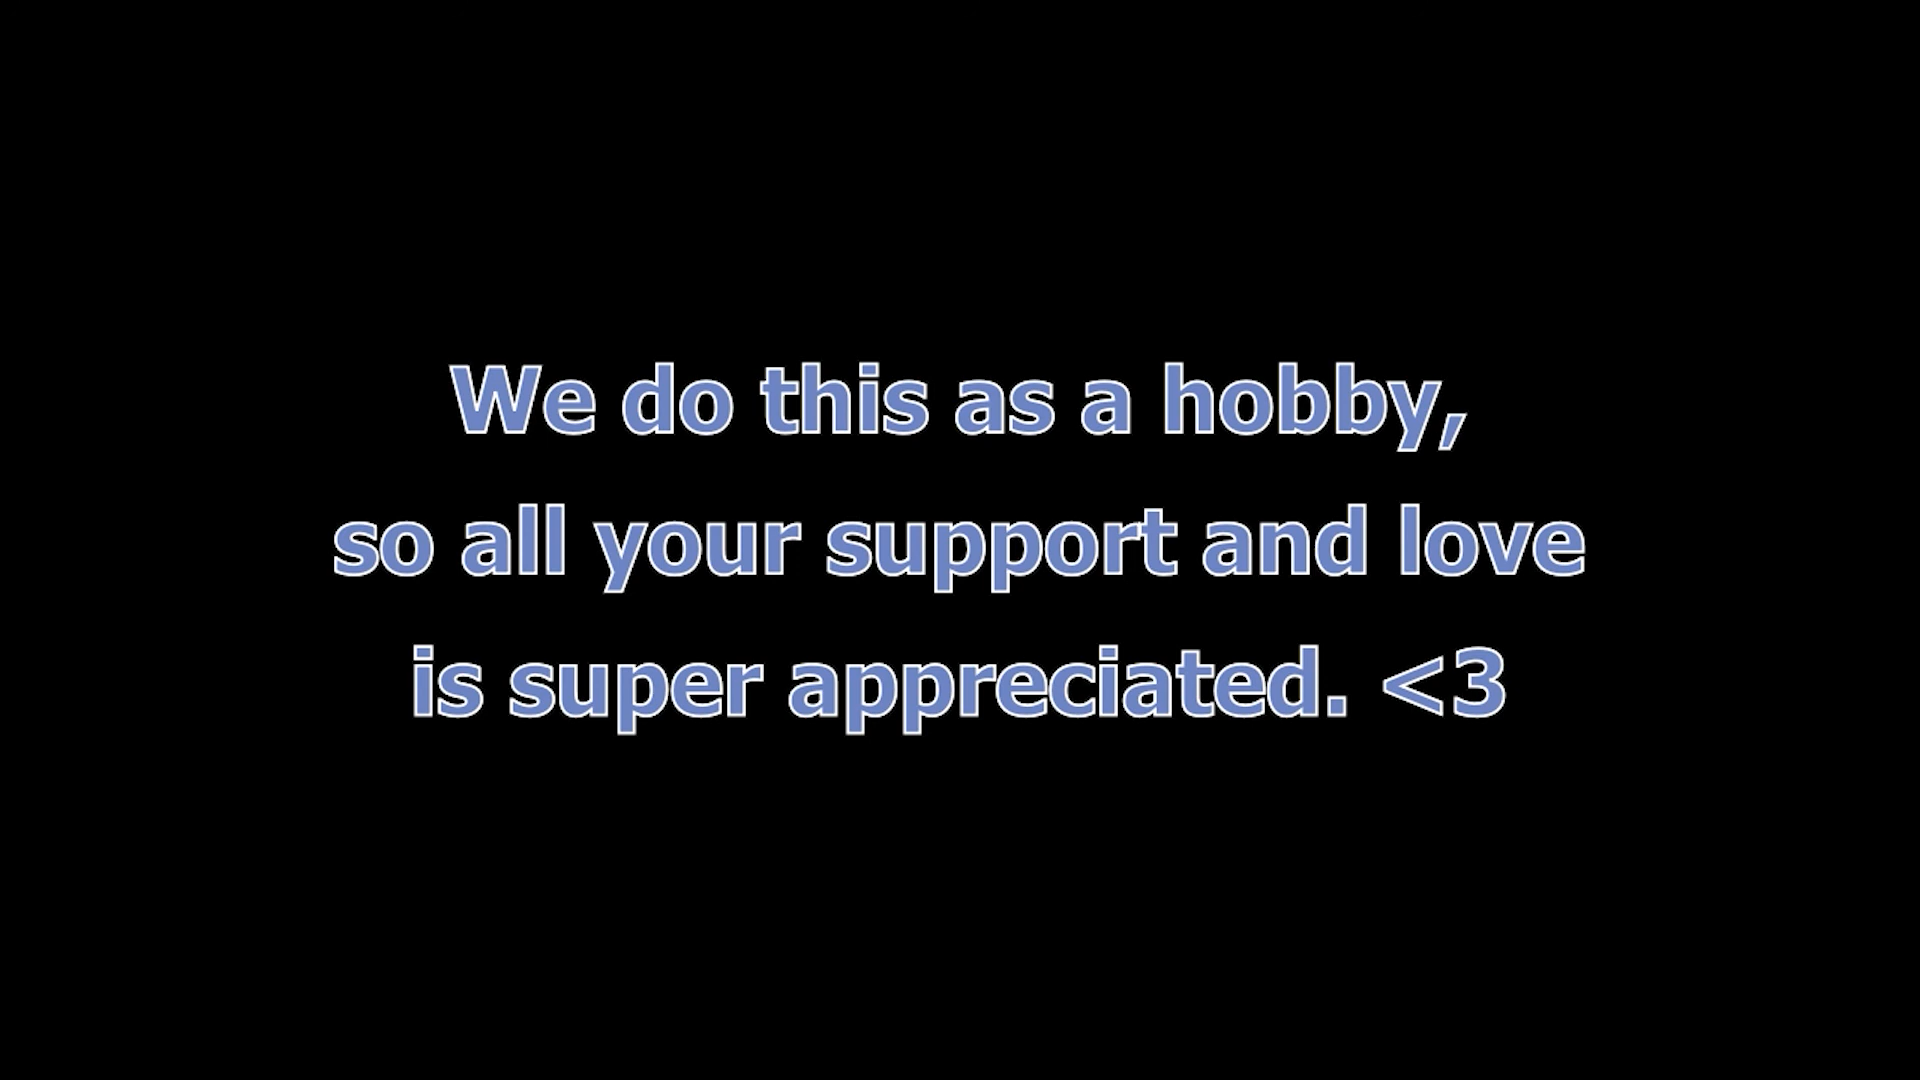 We do this as a hobby,
so all your support and love
is super appreciated. <3